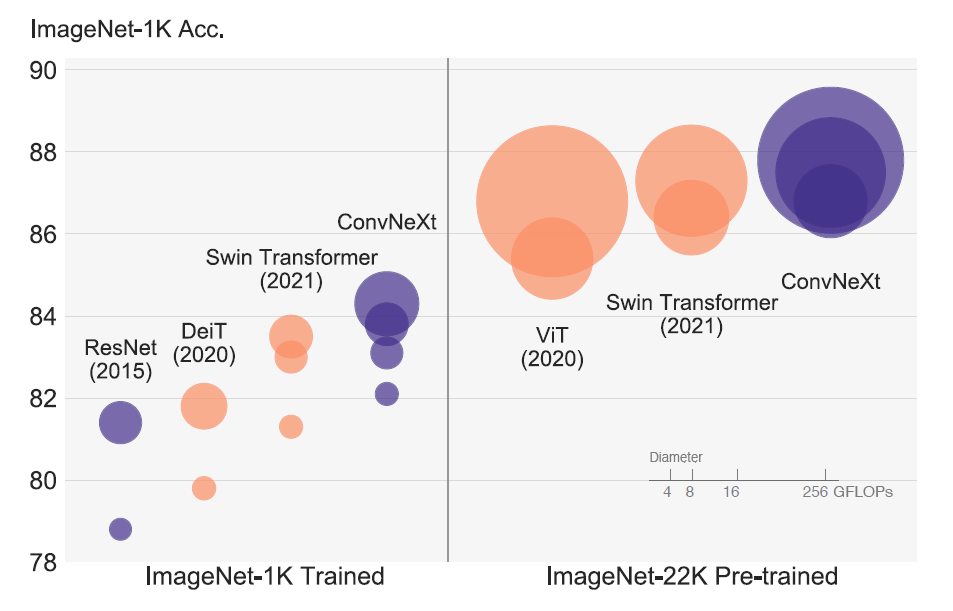 ImageNet-1K Acc.
90
88
86
84
82
80
78
ConvNeXt
Swin Transformer
(2021)
DeiT
(2020)
ResNet
(2015)
ViT
(2020)
Swin Transformer
(2021)
ConvNeXt
Diameter
4 8 16 256 GFLOPs
ImageNet-1K Trained
ImageNet-22K Pre-trained